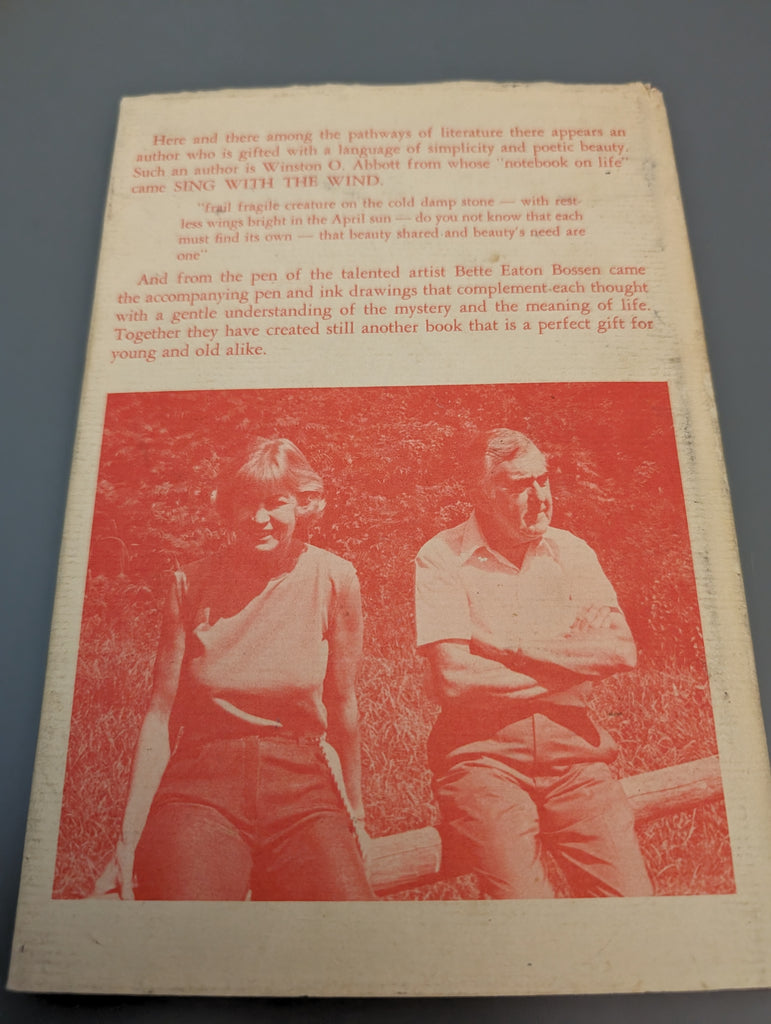 Here and there among the pathways of literature there appears an
author who is gifted with a language of simplicity and poetic beauty.
Such an author is Winston O. Abbott from whose "notebook on life"
came SING WITH THE WIND.
"frail fragile creature on the cold damp stone — with rest-
less wings bright in the April sun — do you not know that each
must find its own — that beauty shared and beauty's need are
one"
And from the pen of the talented artist Bette Eaton Bossen came
the accompanying pen and ink drawings that complement each thought
with a gentle understanding of the mystery and the meaning of life.
Together they have created still another book that is a perfect gift for
young and old alike.